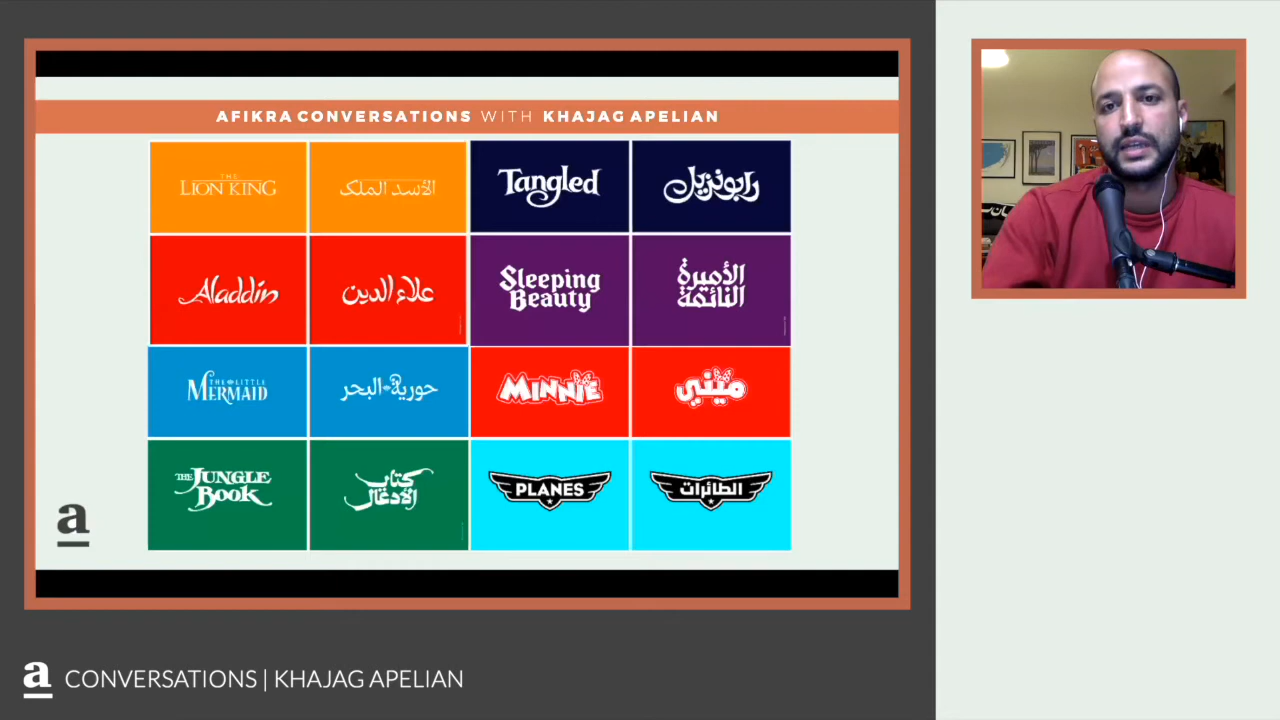 AFIKRA CONVERSATIONS WITH KHAJAG APELIAN
THE
LION KING
الأسد الملك
Tangled
رابونزيل
Aladdin
علاء الدين
Sleeping
Beauty
الأميرة
النائمة
THE LITTLE
MERMAID
حورية البحر
MINNIE
ميني
THE JUNGLE
BOOK
كتاب
الأدغال
PLANES
الطائرات
a
a CONVERSATIONS | KHAJAG APELIAN